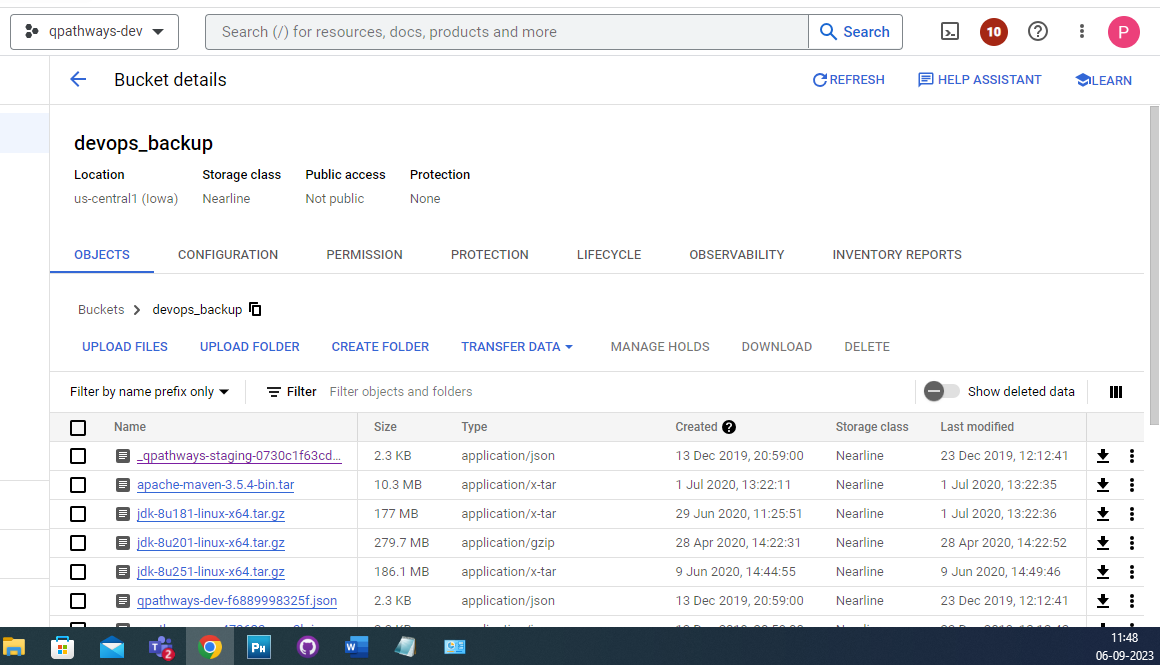 qpathways-dev
Search (/) for resources, docs, products and more
Search
10
P
Bucket details
REFRESH
HELP ASSISTANT
LEARN
devops_backup
Location Storage class Public access Protection
us-central1 (Iowa) Nearline Not public None
OBJECTS CONFIGURATION PERMISSION PROTECTION LIFECYCLE OBSERVABILITY INVENTORY REPORTS
Buckets > devops_backup
UPLOAD FILES UPLOAD FOLDER CREATE FOLDER TRANSFER DATA MANAGE HOLDS DOWNLOAD DELETE
Filter by name prefix only Filter Filter objects and folders Show deleted data
Name Size Type Created Storage class Last modified
_qpathways-staging-0730c1f63cd... 2.3 KB application/json 13 Dec 2019, 20:59:00 Nearline 23 Dec 2019, 12:12:41
apache-maven-3.5.4-bin.tar 10.3 MB application/x-tar 1 Jul 2020, 13:22:11 Nearline 1 Jul 2020, 13:22:35
jdk-8u181-linux-x64.tar.gz 177 MB application/x-tar 29 Jun 2020, 11:25:51 Nearline 1 Jul 2020, 13:22:36
jdk-8u201-linux-x64.tar.gz 279.7 MB application/gzip 28 Apr 2020, 14:22:31 Nearline 28 Apr 2020, 14:22:52
jdk-8u251-linux-x64.tar.gz 186.1 MB application/x-tar 9 Jun 2020, 14:44:55 Nearline 9 Jun 2020, 14:49:46
qpathways-dev-f6889998325f.json 2.3 KB application/json 13 Dec 2019, 20:59:00 Nearline 23 Dec 2019, 12:12:41
2
PH
W
11:48
06-09-2023